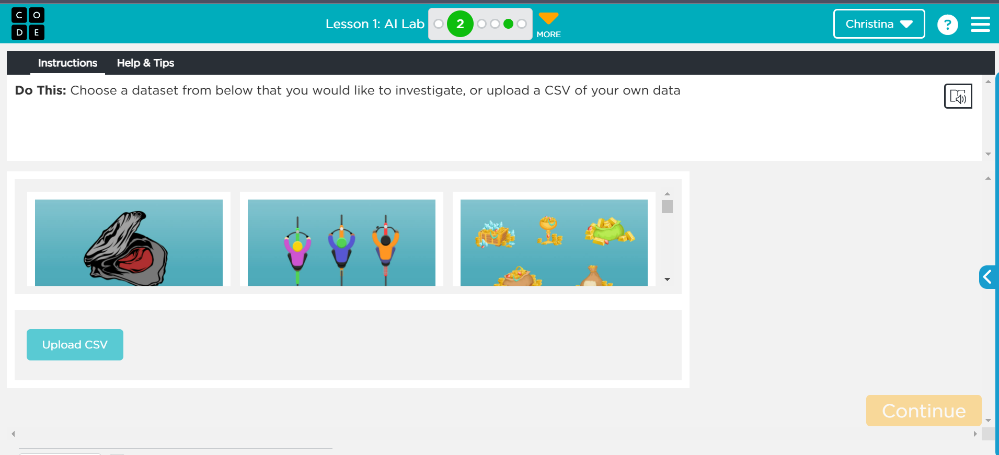 C O
D E
Lesson 1: AI Lab
2
MORE
Christina
?
Instructions
Help & Tips
Do This: Choose a dataset from below that you would like to investigate, or upload a CSV of your own data
Upload CSV
Continue